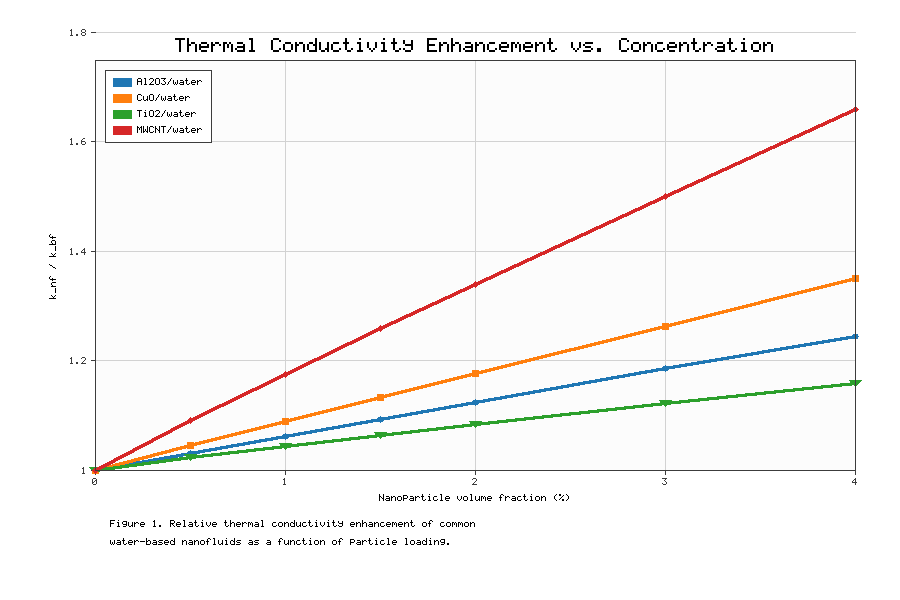 1.8
Thermal Conductivity Enhancement vs. Concentration
Al2O3/water
CuO/water
TiO2/water
MWCNT/water
1.6
1.4
k_nf / k_bf
1.2
1
0 1 2 3 4
NanoParticle volume fraction (%)
Figure 1. Relative thermal conductivity enhancement of common
water-based nanofluids as a function of Particle loading.